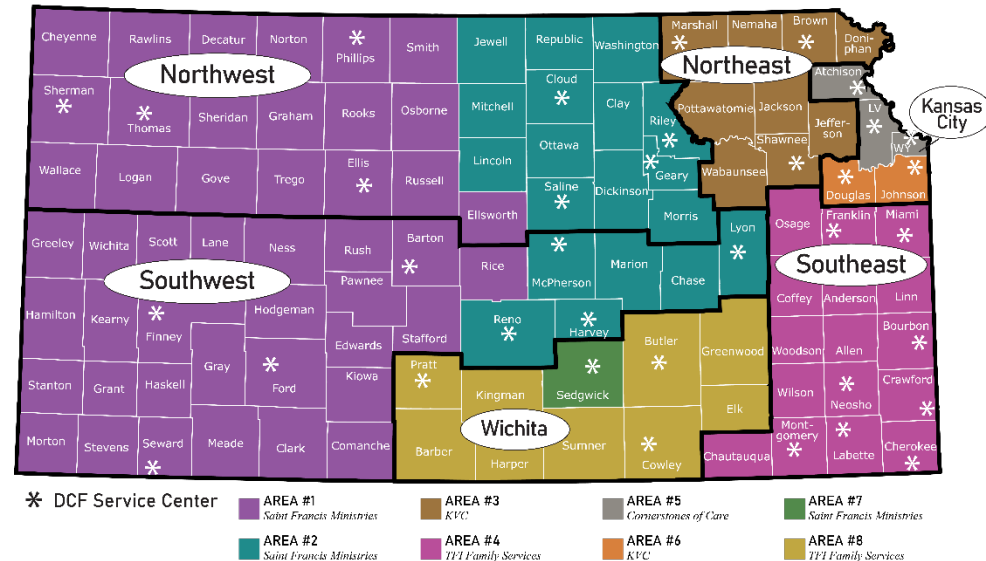 Cheyenne
Rawlins
Decatur
Norton
Phillips
Smith
Jewell
Republic
Washington
Marshall
Nemaha
Brown
Doni-
phan
Northwest
Northeast
Atchison
Kansas
City
Sherman
Thomas
Sheridan
Graham
Rooks
Osborne
Mitchell
Cloud
Clay
Riley
Pottawatomie
Jackson
Jeffer-
son
LV
WY
Wallace
Logan
Gove
Trego
Ellis
Russell
Lincoln
Ottawa
Saline
Dickinson
Geary
Wabaunsee
Shawnee
Douglas
Johnson
Ellsworth
Morris
Greeley
Wichita
Scott
Lane
Ness
Rush
Barton
Rice
McPherson
Marion
Chase
Lyon
Osage
Franklin
Miami
Southwest
Southeast
Pawnee
Hamilton
Kearny
Finney
Hodgeman
Stafford
Reno
Harvey
Coffey
Anderson
Linn
Edwards
Gray
Ford
Pratt
Kingman
Sedgwick
Butler
Greenwood
Woodson
Allen
Bourbon
Stanton
Grant
Haskell
Kiowa
Wilson
Neosho
Crawford
Elk
Wichita
Morton
Stevens
Seward
Meade
Clark
Comanche
Barber
Harper
Sumner
Cowley
Chautauqua
Mont-
gomery
Labette
Cherokee
* DCF Service Center
AREA #1
Saint Francis Ministries
AREA #3
KVC
AREA #5
Cornerstones of Care
AREA #7
Saint Francis Ministries
AREA #2
Saint Francis Ministries
AREA #4
TFI Family Services
AREA #6
KVC
AREA #8
TFI Family Services